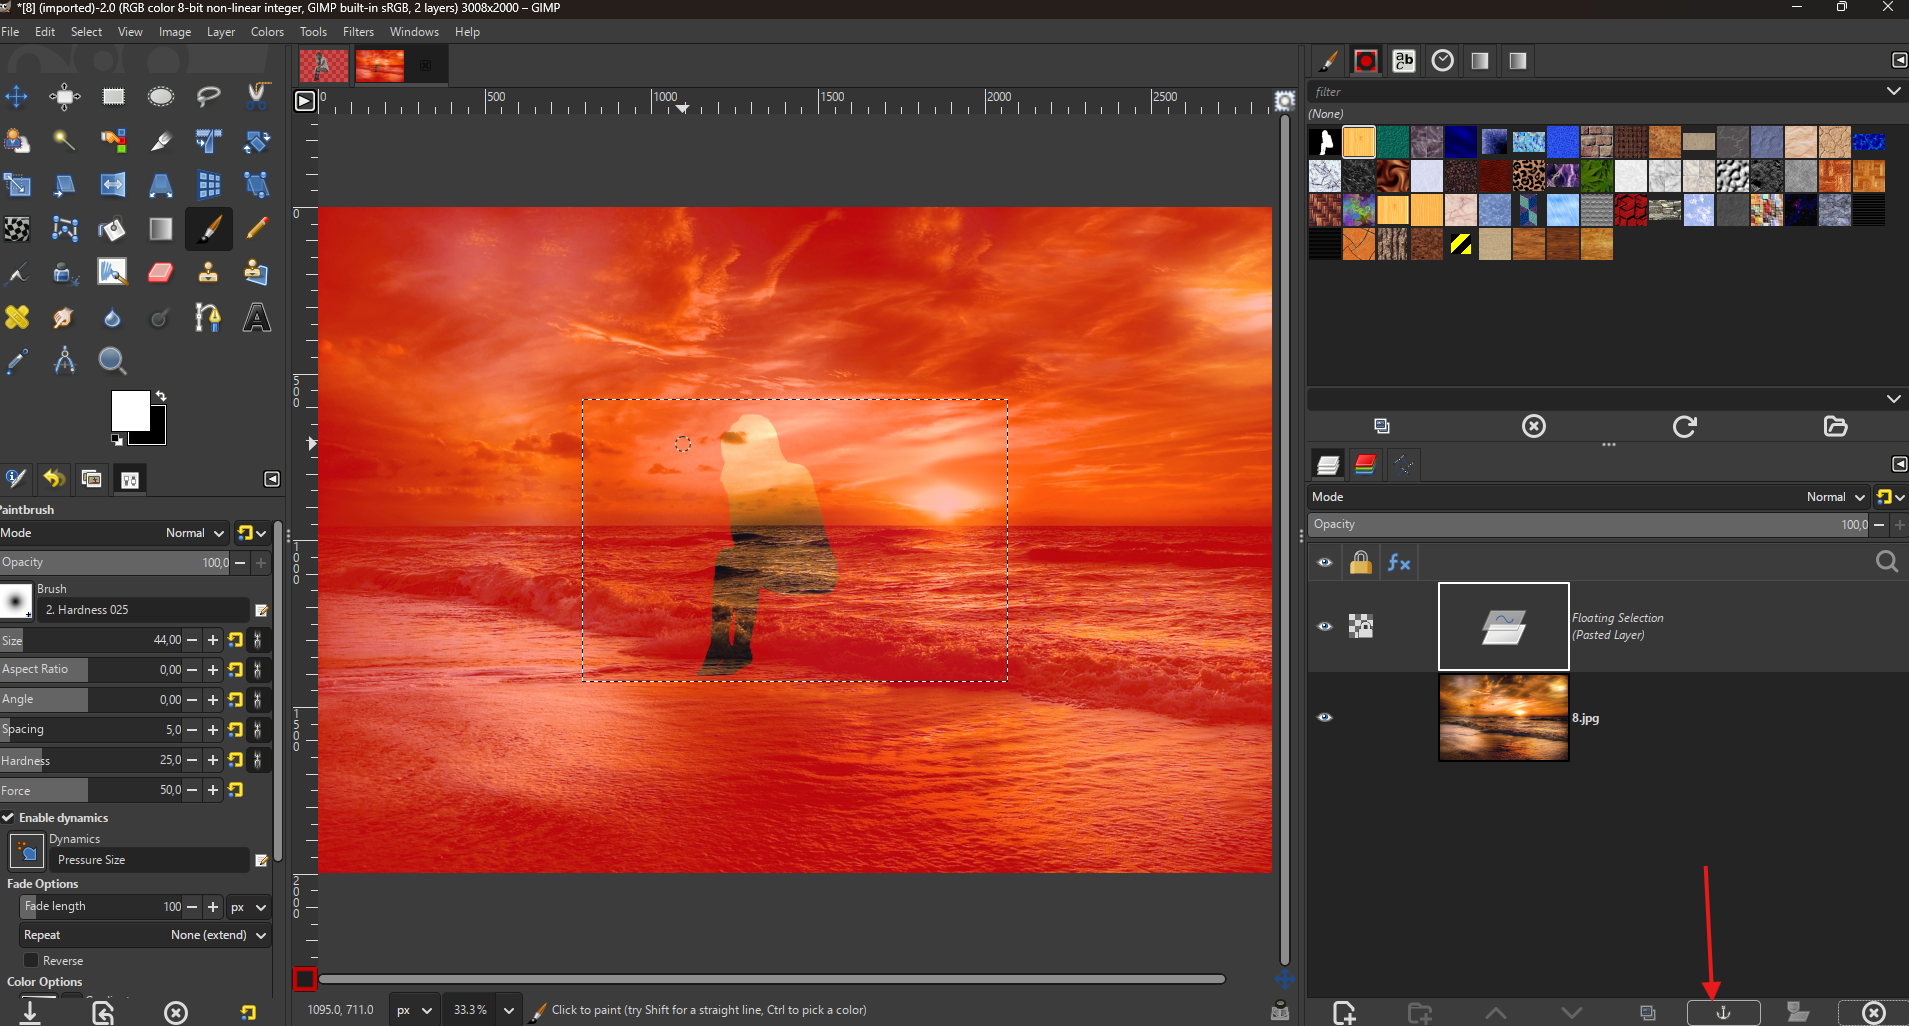 *[8] (imported)-2.0 (RGB color 8-bit non-linear integer, GIMP built-in sRGB, 2 layers) 3008x2000 – GIMP
File Edit Select View Image Layer Colors Tools Filters Windows Help
0 500 1000 1500 2000 2500
0
500
1000
1500
2000
Paintbrush
Mode Normal
Opacity 100,0
Brush
2. Hardness 025
Size 44,00
Aspect Ratio 0,00
Angle 0,00
Spacing 5,0
Hardness 25,0
Force 50,0
Enable dynamics
Dynamics
Pressure Size
Fade Options
Fade length 100 px
Repeat None (extend)
Reverse
Color Options
1095.0, 711.0 px 33.3 % Click to paint (try Shift for a straight line, Ctrl to pick a color)
filter
(None)
Mode Normal
Opacity 100,0
fx
Floating Selection
(Pasted Layer)
8.jpg